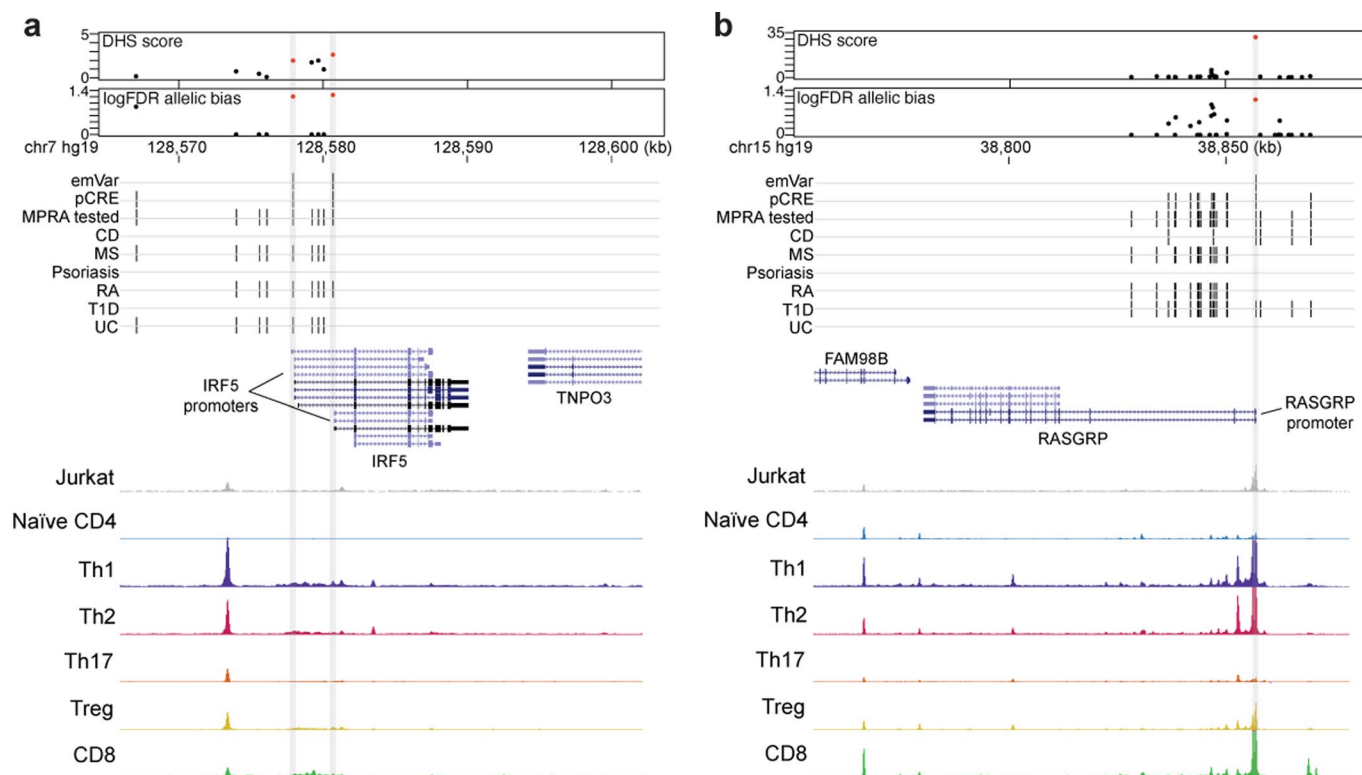 a
5
0
DHS score
1.4
0
logFDR allelic bias
chr7 hg19
128,570
128,580
128,590
128,600 (kb)
emVar
pCRE
MPRA tested
CD
MS
Psoriasis
RA
T1D
UC
IRF5
promoters
IRF5
TNPO3
Jurkat
Naïve CD4
Th1
Th2
Th17
Treg
CD8
b
35
0
DHS score
1.4
0
logFDR allelic bias
chr15 hg19
38,800
38,850 (kb)
emVar
pCRE
MPRA tested
CD
MS
Psoriasis
RA
T1D
UC
FAM98B
RASGRP
RASGRP
promoter
Jurkat
Naïve CD4
Th1
Th2
Th17
Treg
CD8